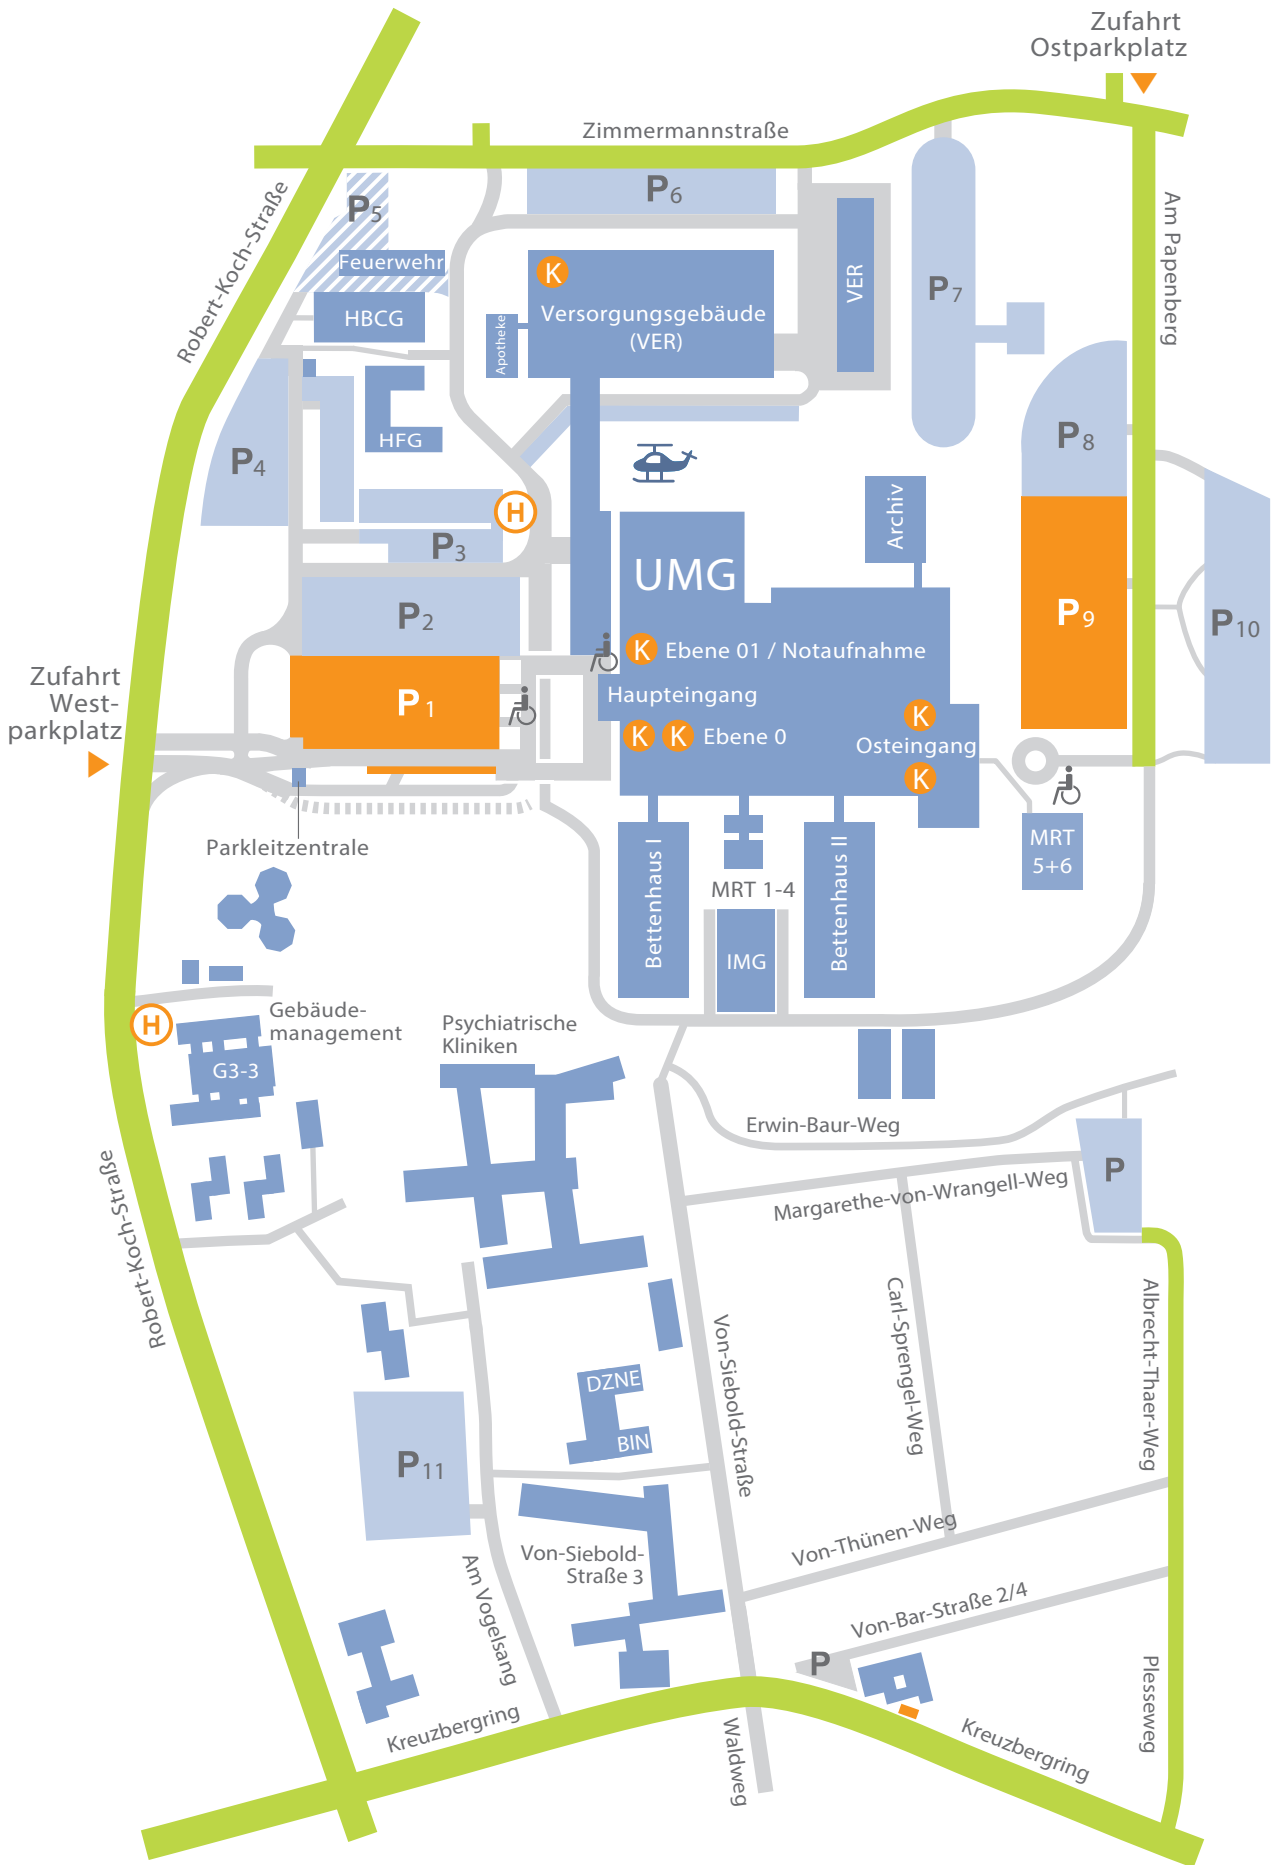 Zufahrt
Ostparkplatz
Zimmermannstraße
Robert-Koch-Straße
P5
P6
Am Papenberg
Feuerwehr
K
VER
P7
HBCG
Apotheke
Versorgungsgebäude
(VER)
HFG
P4
P8
H
Archiv
P3
UMG
P2
P9
P10
K Ebene 01 / Notaufnahme
Zufahrt
West-
parkplatz
P1
Haupteingang
K K Ebene 0
K
Osteingang
K
Parkleitzentrale
MRT
5+6
Bettenhaus I
MRT 1-4
Bettenhaus II
IMG
H
Gebäude-
management
G3-3
Psychiatrische
Kliniken
Erwin-Baur-Weg
P
Margarethe-von-Wrangell-Weg
Robert-Koch-Straße
Carl-Sprengel-Weg
Albrecht-Thaer-Weg
Von-Siebold-Straße
DZNE
BIN
P11
Von-Thünen-Weg
Von-Siebold-
Straße 3
Am Vogelsang
Von-Bar-Straße 2/4
P
Plesseweg
Kreuzbergring
Waldweg
Kreuzbergring